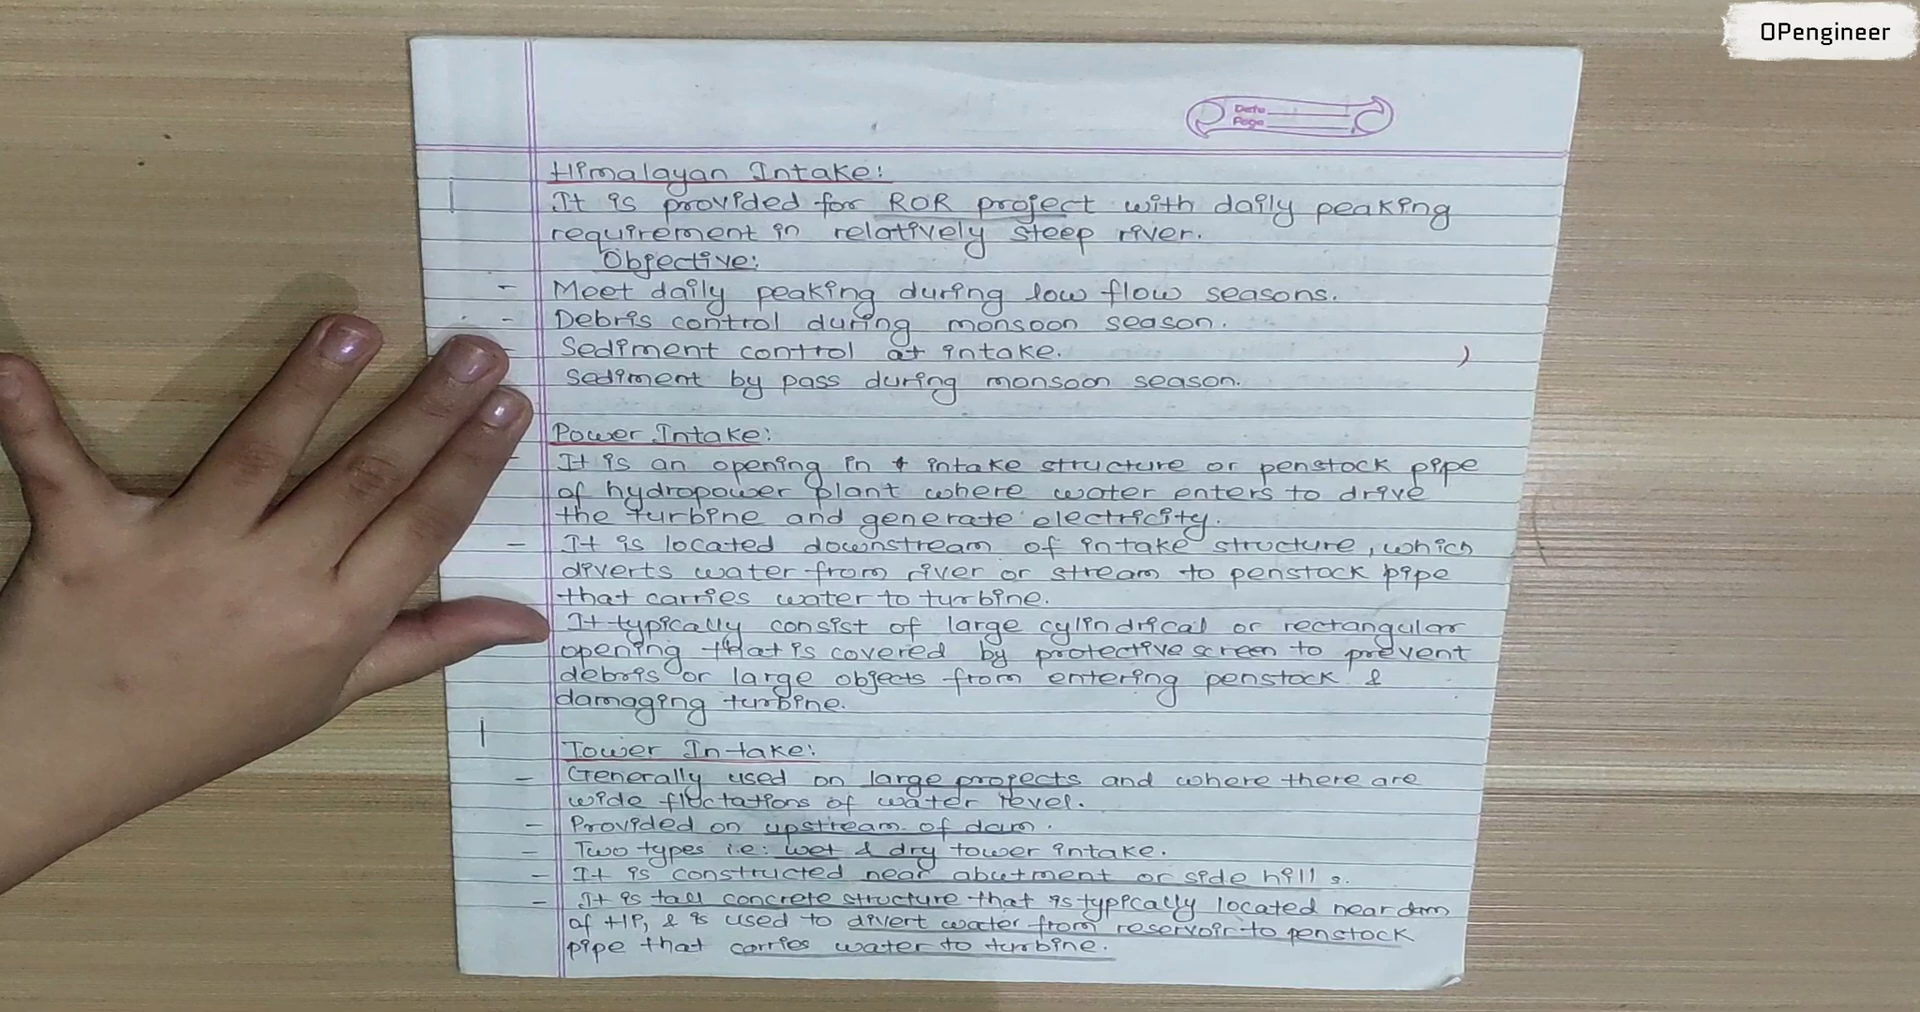 OPengineer
Date
Page
Himalayan Intake:
It is provided for ROR project with daily peaking
requirement in relatively steep river.
Objective:
- Meet daily peaking during low flow seasons.
- Debris control during monsoon season.
Sediment control at intake.
Sediment by pass during monsoon season.
Power Intake:
- It is an opening in intake structure or penstock pipe
of hydropower plant where water enters to drive
the turbine and generate electricity.
- It is located downstream of intake structure, which
diverts water from river or stream to penstock pipe
that carries water to turbine.
It typically consist of large cylindrical or rectangular
opening that is covered by protective screen to prevent
debris or large objects from entering penstock &
damaging turbine.
Tower Intake:
- Generally used on large projects and where there are
wide fluctations of water level.
- Provided on upstream of dam.
- Two types i.e: wet & dry tower intake.
- It is constructed near abutment or side hills.
- It is tall concrete structure that is typically located near dam
of HP, & is used to divert water from reservoir to penstock
pipe that carries water to turbine.